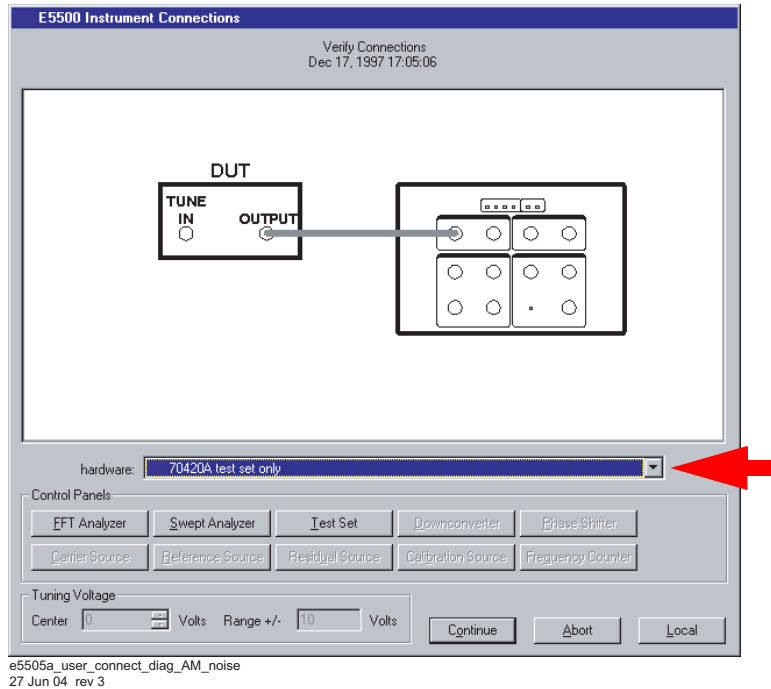 E5500 Instrument Connections
Verify Connections
Dec 17, 1997 17:05:06
DUT
TUNE
IN OUTPUT
hardware: 70420A test set only
Control Panels
FFT Analyzer Swept Analyzer Test Set Downconverter Phase Shifter
Carrier Source Reference Source Residual Source Calibration Source Frequency Counter
Tuning Voltage
Center 0 Volts Range +/- 10 Volts
Continue Abort Local
e5505a_user_connect_diag_AM_noise
27 Jun 04 rev 3